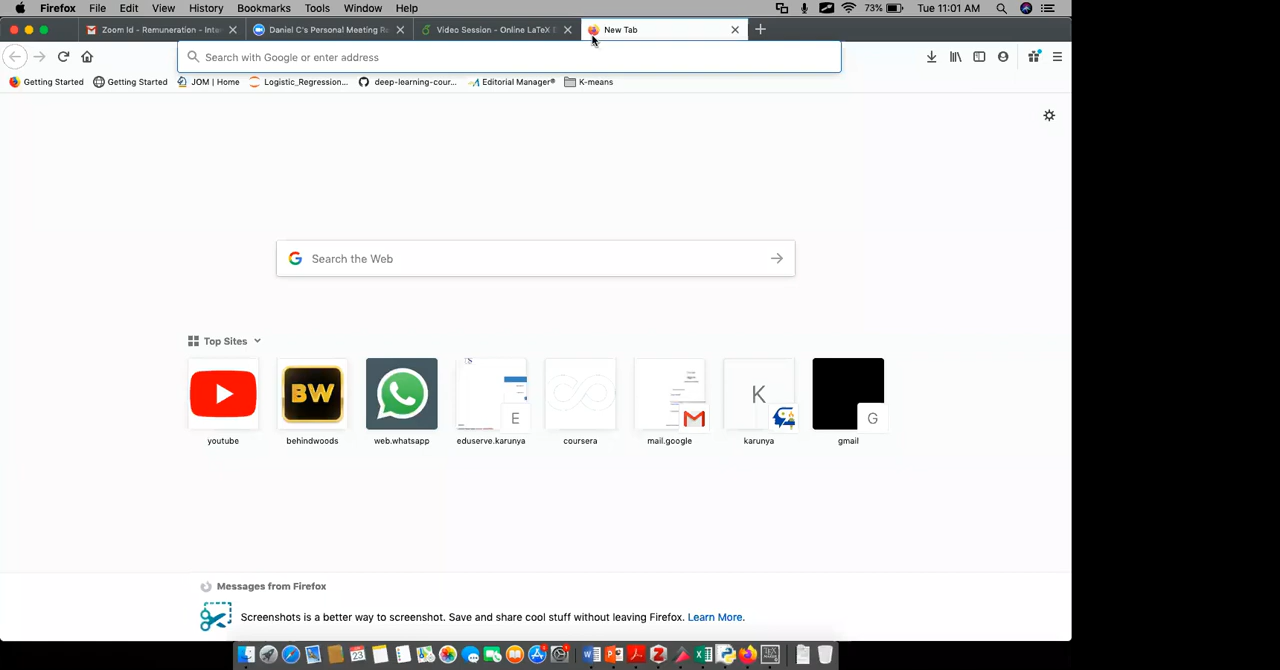 Firefox File Edit View History Bookmarks Tools Window Help 73% Tue 11:01 AM
Zoom Id - Remuneration - Inte Daniel C's Personal Meeting R Video Session - Online LaTeX E New Tab
Search with Google or enter address
Getting Started Getting Started JOM | Home Logistic_Regression... deep-learning-cour... Editorial Manager® K-means
Search the Web
Top Sites
BW E K G
youtube behindwoods web.whatsapp eduserve.karunya coursera mail.google karunya gmail
Messages from Firefox
Screenshots is a better way to screenshot. Save and share cool stuff without leaving Firefox. Learn More.
23